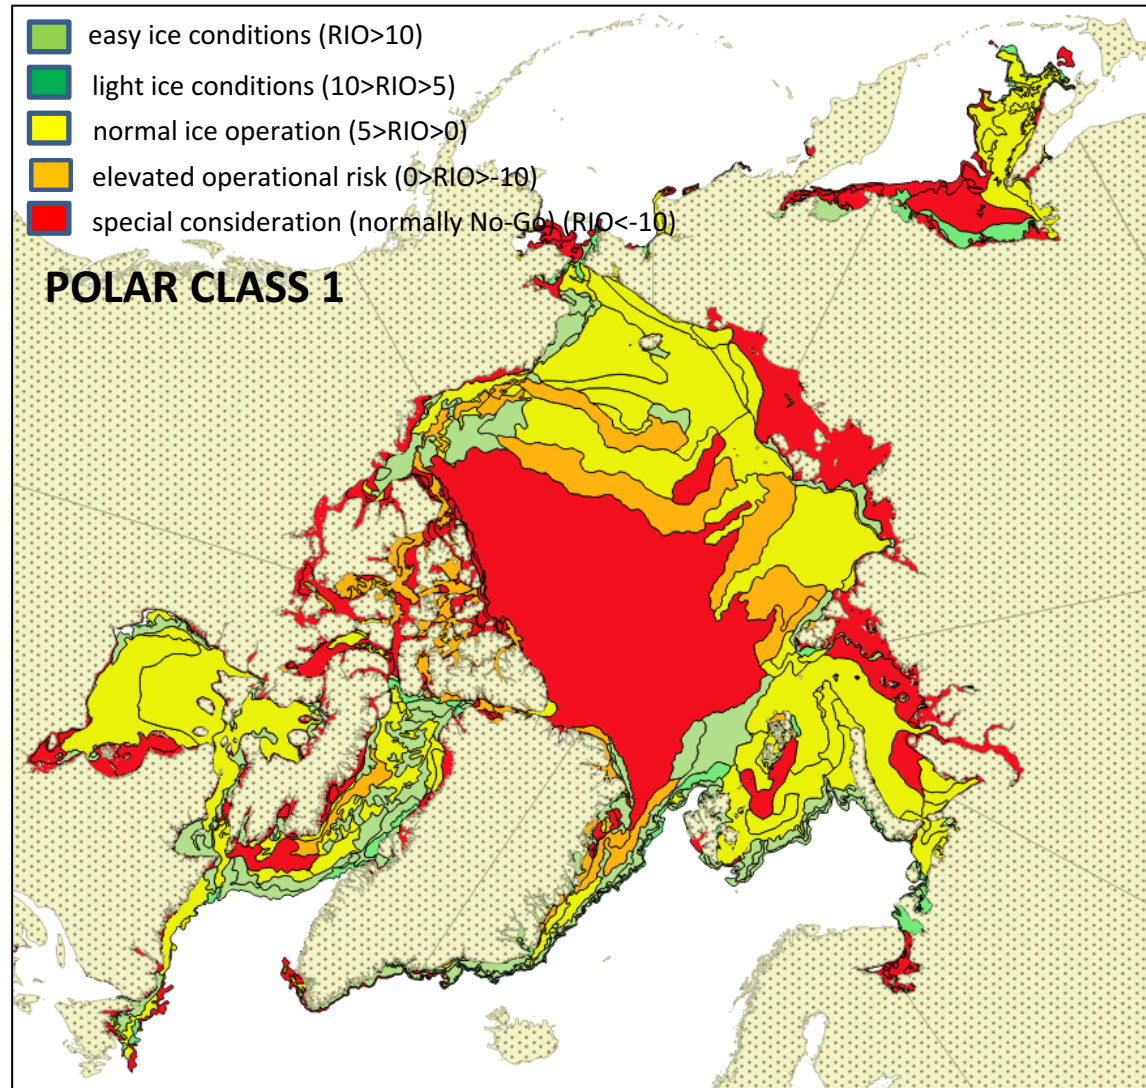 easy ice conditions (RIO>10)
light ice conditions (10>RIO>5)
normal ice operation (5>RIO>0)
elevated operational risk (0>RIO>-10)
special consideration (normally No-Go) (RIO<-10)
POLAR CLASS 1